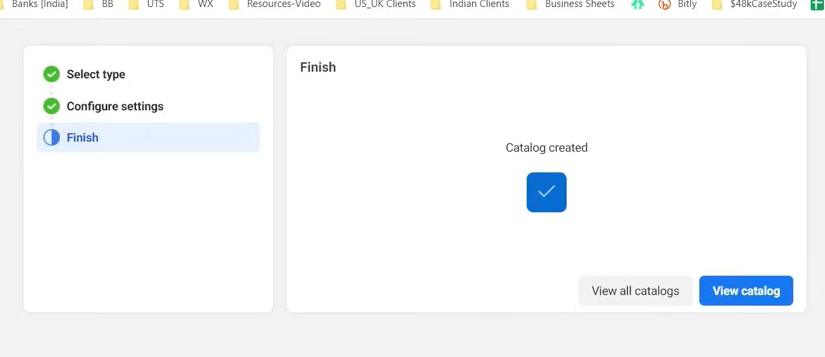 Banks [India] BB UTS WX Resources-Video US_UK Clients Indian Clients Business Sheets Bitly $48kCaseStudy
Select type
Configure settings
Finish
Finish
Catalog created
View all catalogs View catalog